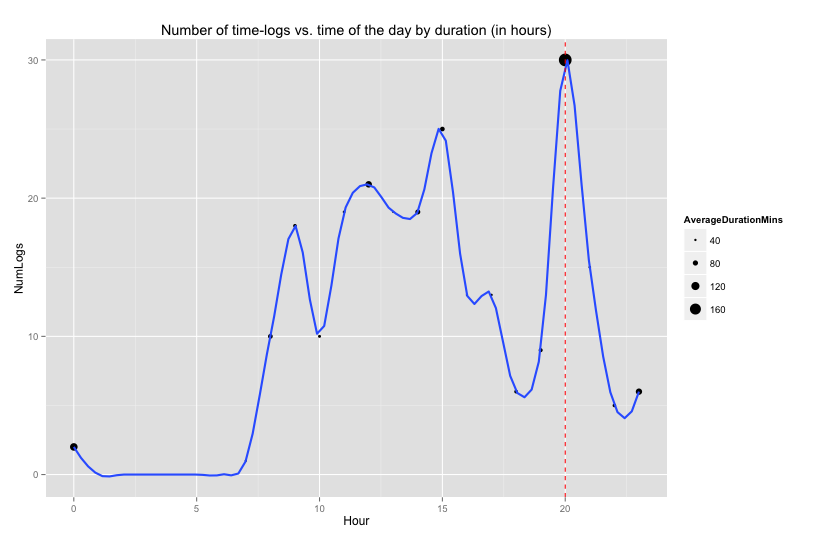 Number of time-logs vs. time of the day by duration (in hours)
30
20
10
0
NumLogs
0 5 10 15 20
Hour
AverageDurationMins
40
80
120
160